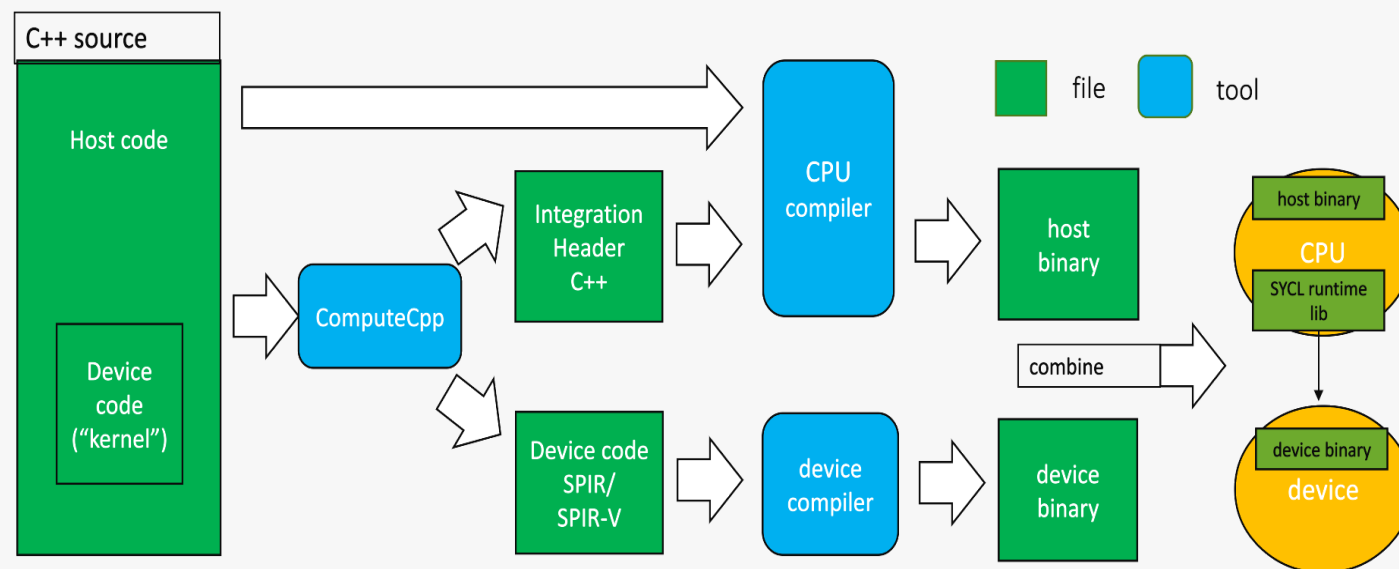 C++ source
Host code
Device
code
(“kernel”)
ComputeCpp
Integration
Header
C++
Device code
SPIR/
SPIR-V
CPU
compiler
device
compiler
file
tool
host
binary
device
binary
combine
host binary
CPU
SYCL runtime
lib
device binary
device